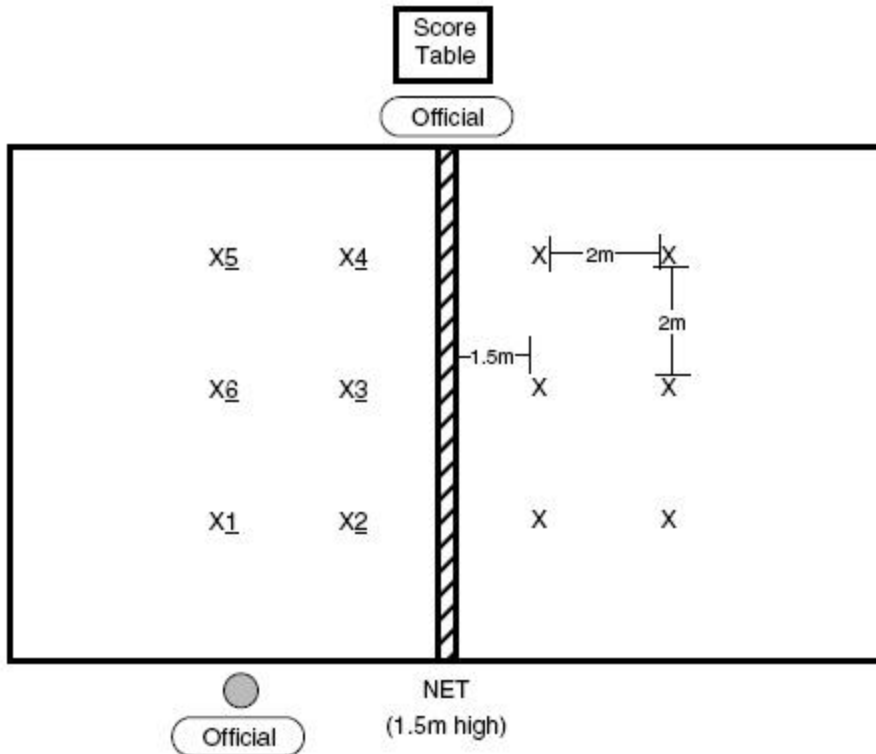 Score
Table
Official
X5 X4 X 2m X
2m
1.5m
X6 X3 X X
X1 X2 X X
NET
(1.5m high)
Official